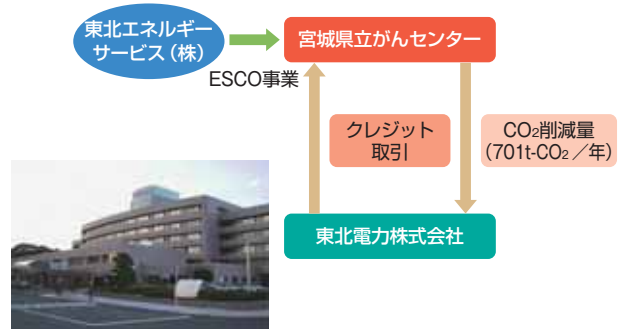 東北エネルギー
サービス（株）
宮城県立がんセンター
ESCO事業
クレジット
取引
CO₂削減量
（701t-CO₂／年）
東北電力株式会社